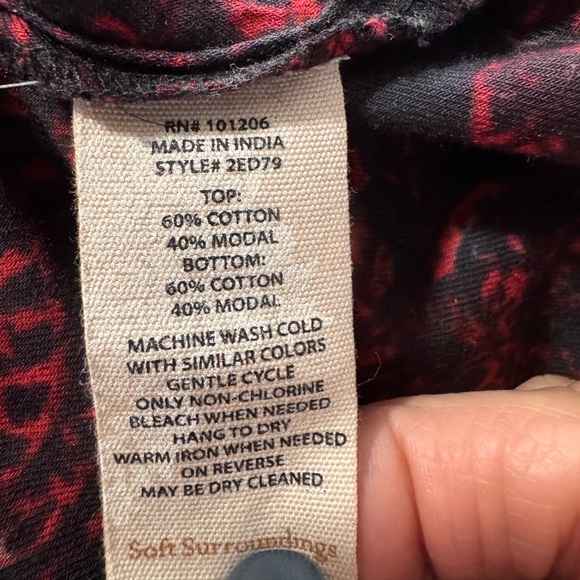 RN# 101206
MADE IN INDIA
STYLE# 2ED79
TOP:
60% COTTON
40% MODAL
BOTTOM:
60% COTTON
40% MODAL
MACHINE WASH COLD
WITH SIMILAR COLORS
GENTLE CYCLE
ONLY NON-CHLORINE
BLEACH WHEN NEEDED
HANG TO DRY
WARM IRON WHEN NEEDED
ON REVERSE
MAY BE DRY CLEANED
Soft Surroundings